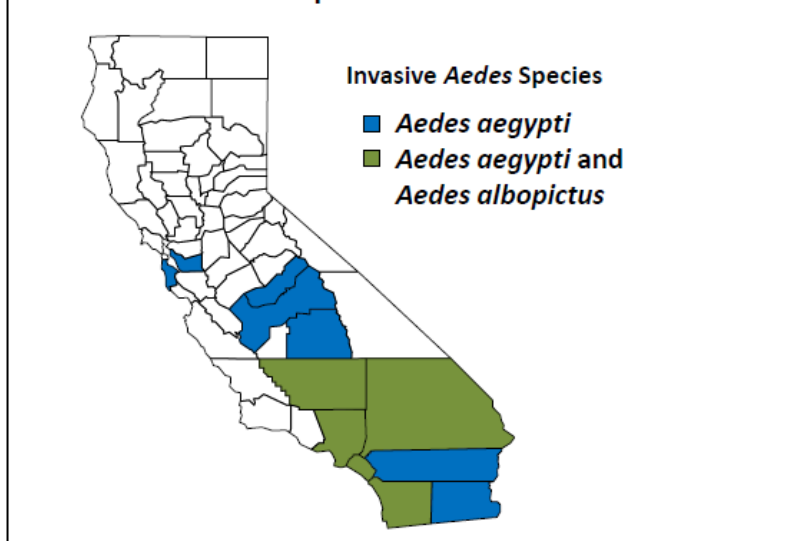 Invasive Aedes Species
Aedes aegypti
Aedes aegypti and
Aedes albopictus